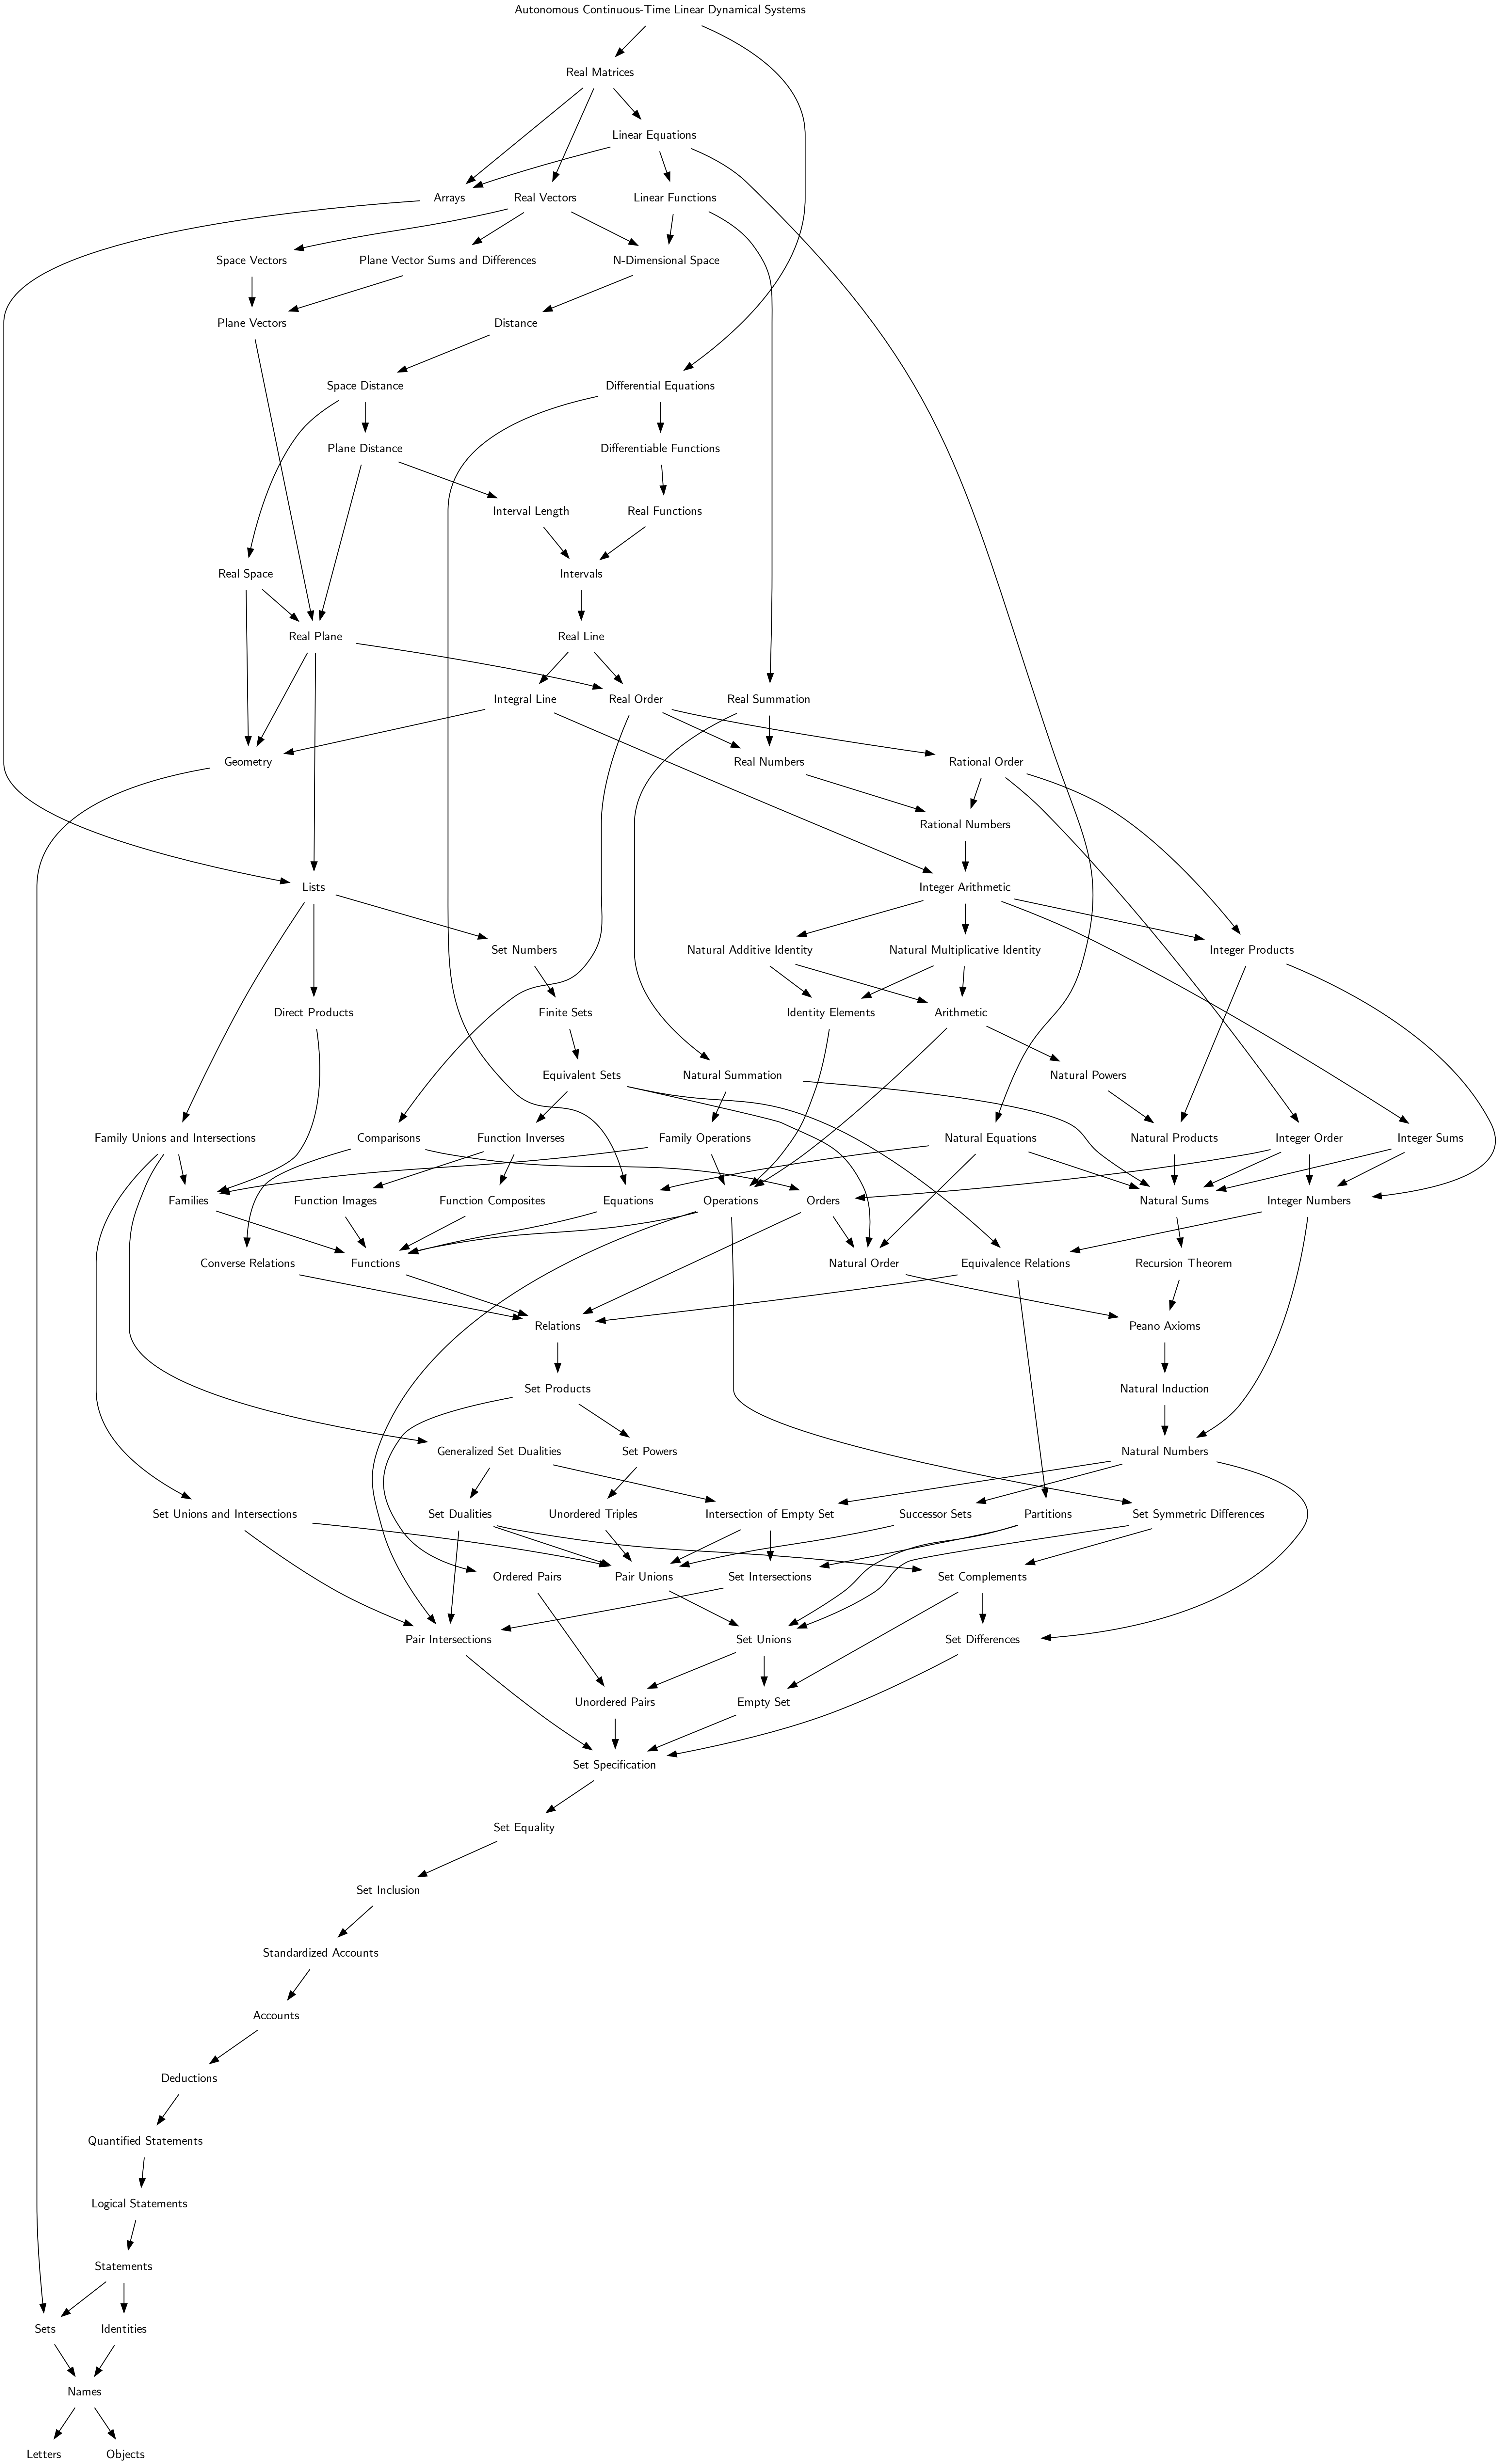 Autonomous Continuous-Time Linear Dynamical Systems
Real Matrices
Linear Equations
Arrays
Real Vectors
Linear Functions
Space Vectors
Plane Vector Sums and Differences
N-Dimensional Space
Plane Vectors
Distance
Space Distance
Differential Equations
Plane Distance
Differentiable Functions
Interval Length
Real Functions
Real Space
Intervals
Real Plane
Real Line
Integral Line
Real Order
Real Summation
Geometry
Real Numbers
Rational Order
Rational Numbers
Lists
Integer Arithmetic
Set Numbers
Natural Additive Identity
Natural Multiplicative Identity
Integer Products
Direct Products
Finite Sets
Identity Elements
Arithmetic
Equivalent Sets
Natural Summation
Natural Powers
Family Unions and Intersections
Comparisons
Function Inverses
Family Operations
Natural Equations
Natural Products
Integer Order
Integer Sums
Families
Function Images
Function Composites
Equations
Operations
Orders
Natural Sums
Integer Numbers
Converse Relations
Functions
Natural Order
Equivalence Relations
Recursion Theorem
Relations
Peano Axioms
Set Products
Natural Induction
Generalized Set Dualities
Set Powers
Natural Numbers
Set Unions and Intersections
Set Dualities
Unordered Triples
Intersection of Empty Set
Successor Sets
Partitions
Set Symmetric Differences
Ordered Pairs
Pair Unions
Set Intersections
Set Complements
Pair Intersections
Set Unions
Set Differences
Unordered Pairs
Empty Set
Set Specification
Set Equality
Set Inclusion
Standardized Accounts
Accounts
Deductions
Quantified Statements
Logical Statements
Statements
Sets
Identities
Names
Letters
Objects